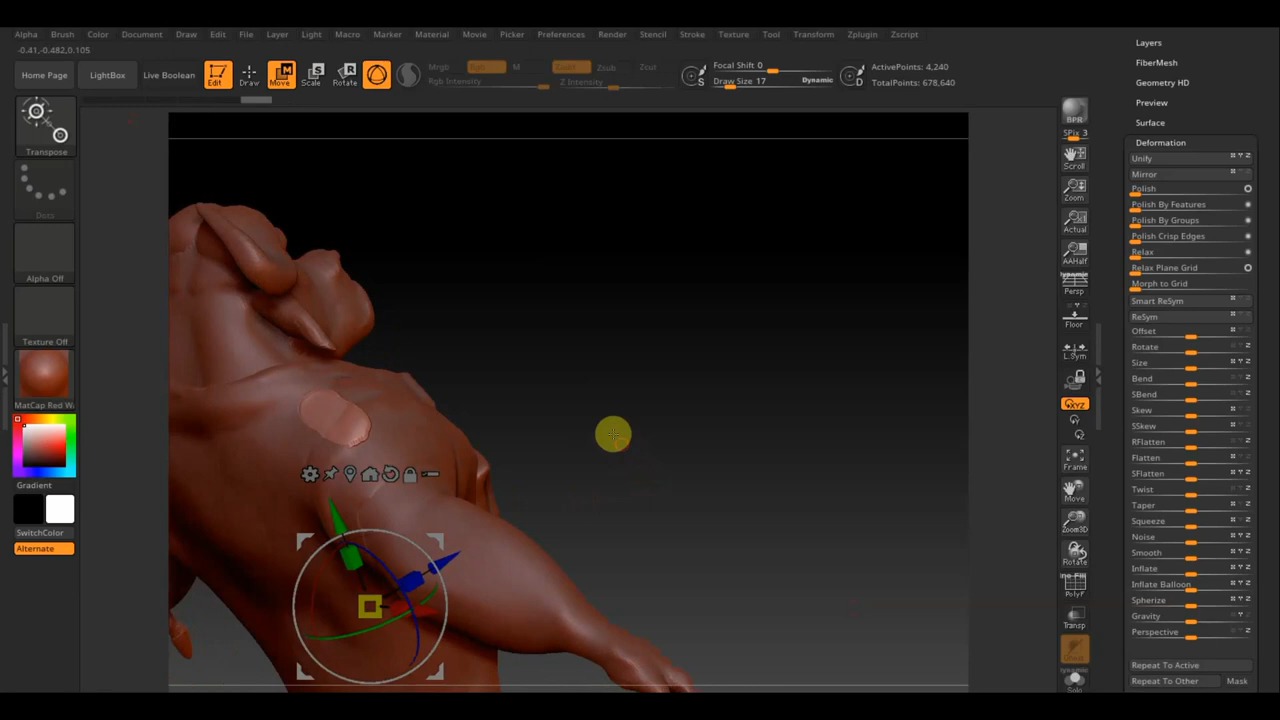 Alpha Brush Color Document Draw Edit File Layer Light Macro Marker Material Movie Picker Preferences Render Stencil Stroke Texture Tool Transform Zplugin Zscript
-0.41,-0.482,0.105
Home Page LightBox Live Boolean Edit Draw Move Scale Rotate
Mrgb Rgb M Zadd Zsub Zcut
Rgb Intensity Z Intensity
Focal Shift 0
Draw Size 17 Dynamic
ActivePoints: 4,240
TotalPoints: 678,640
S
D
Transpose
Dots
Alpha Off
Texture Off
MatCap Red W
Gradient
SwitchColor
Alternate
BPR
SPix 3
Scroll
Zoom
Actual
AAHalf
Dynamic
Persp
Floor
L.Sym
XYZ
Frame
Move
Zoom3D
Rotate
Line Fill
PolyF
Transp
Ghost
Dynamic
Solo
Layers
FiberMesh
Geometry HD
Preview
Surface
Deformation
Unify
Mirror
Polish
Polish By Features
Polish By Groups
Polish Crisp Edges
Relax
Relax Plane Grid
Morph to Grid
Smart ReSym
ReSym
Offset
Rotate
Size
Bend
SBend
Skew
SSkew
RFlatten
Flatten
SFlatten
Twist
Taper
Squeeze
Noise
Smooth
Inflate
Inflate Balloon
Spherize
Gravity
Perspective
Repeat To Active
Repeat To Other Mask